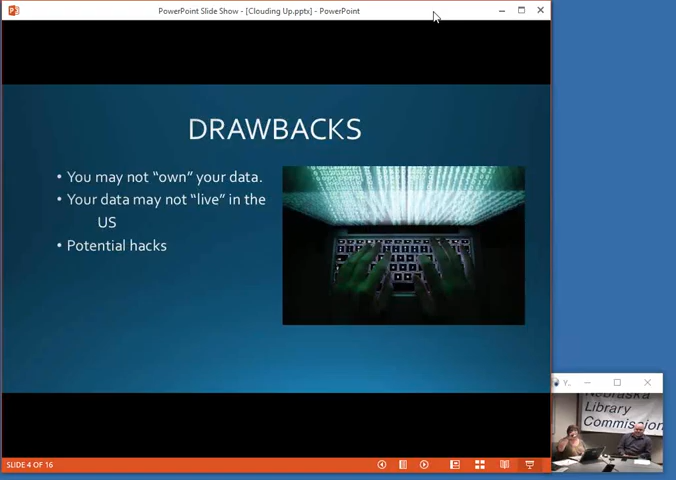 PowerPoint Slide Show - [Clouding Up.pptx] - PowerPoint
DRAWBACKS
• You may not “own” your data.
• Your data may not “live” in the
US
• Potential hacks
Y..
Nebraska
Library
Commission
SLIDE 4 OF 16